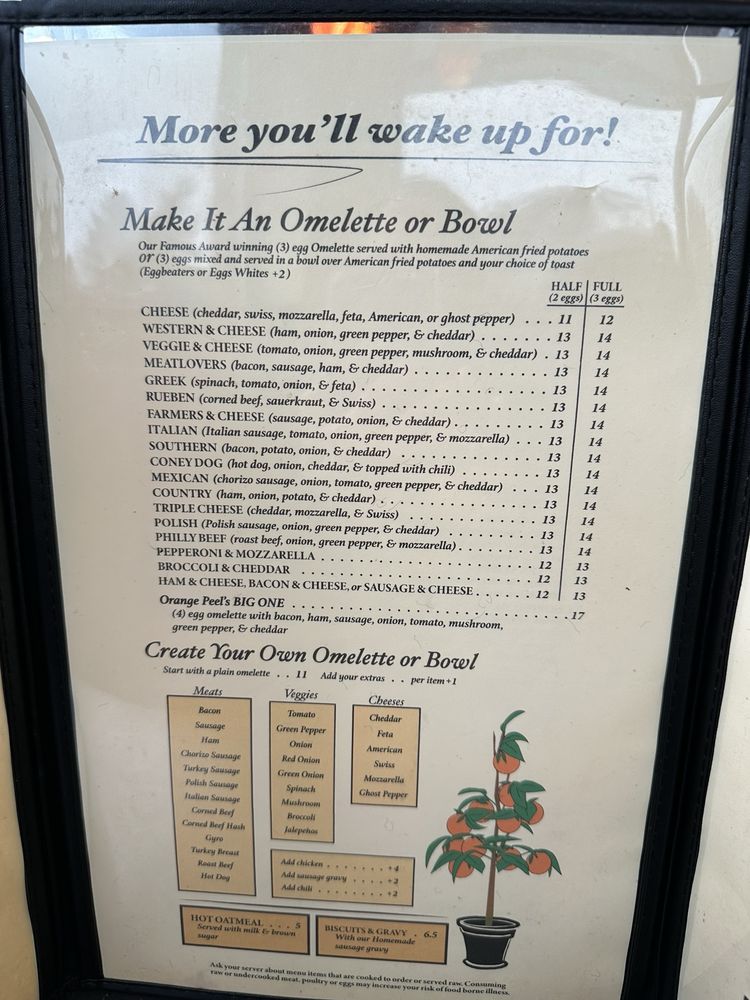 More you'll wake up for!
Make It An Omelette or Bowl
Our Famous Award winning (3) egg Omelette served with homemade American fried potatoes
or (3) eggs mixed and served in a bowl over American fried potatoes and your choice of toast
(Eggbeaters or Eggs Whites +2)
HALF FULL
(2 eggs) (3 eggs)
CHEESE (cheddar, swiss, mozzarella, feta, American, or ghost pepper) . . . 11 12
WESTERN & CHEESE (ham, onion, green pepper, & cheddar) . . . . . . . . 13 14
VEGGIE & CHEESE (tomato, onion, green pepper, mushroom, & cheddar) . 13 14
MEATLOVERS (bacon, sausage, ham, & cheddar) . . . . . . . . . . . . . . 13 14
GREEK (spinach, tomato, onion, & feta) . . . . . . . . . . . . . . . . . . . 13 14
RUEBEN (corned beef, sauerkraut, & Swiss) . . . . . . . . . . . . . . . . . 13 14
FARMERS & CHEESE (sausage, potato, onion, & cheddar) . . . . . . . . . 13 14
ITALIAN (Italian sausage, tomato, onion, green pepper, & mozzarella) . . . 13 14
SOUTHERN (bacon, potato, onion, & cheddar) . . . . . . . . . . . . . . . 13 14
CONEY DOG (hot dog, onion, cheddar, & topped with chili) . . . . . . . . 13 14
MEXICAN (chorizo sausage, onion, tomato, green pepper, & cheddar) . . . 13 14
COUNTRY (ham, onion, potato, & cheddar) . . . . . . . . . . . . . . . . . 13 14
TRIPLE CHEESE (cheddar, mozzarella, & Swiss) . . . . . . . . . . . . . . 13 14
POLISH (Polish sausage, onion, green pepper, & cheddar) . . . . . . . . . 13 14
PHILLY BEEF (roast beef, onion, green pepper, & mozzarella) . . . . . . . . 13 14
PEPPERONI & MOZZARELLA . . . . . . . . . . . . . . . . . . . . . . . 12 13
BROCCOLI & CHEDDAR . . . . . . . . . . . . . . . . . . . . . . . . . . 12 13
HAM & CHEESE, BACON & CHEESE, or SAUSAGE & CHEESE . . . . . . 12 13
Orange Peel's BIG ONE . . . . . . . . . . . . . . . . . . . . . . . . . . . . 17
(4) egg omelette with bacon, ham, sausage, onion, tomato, mushroom,
green pepper, & cheddar
Create Your Own Omelette or Bowl
Start with a plain omelette . . 11 Add your extras . . per item +1
Meats
Bacon
Sausage
Ham
Chorizo Sausage
Turkey Sausage
Polish Sausage
Italian Sausage
Corned Beef
Corned Beef Hash
Gyro
Turkey Breast
Roast Beef
Hot Dog
Veggies
Tomato
Green Pepper
Onion
Red Onion
Green Onion
Spinach
Mushroom
Broccoli
Jalepeños
Cheeses
Cheddar
Feta
American
Swiss
Mozzarella
Ghost Pepper
Add chicken . . . . . . . +4
Add sausage gravy . . . . +2
Add chili . . . . . . . . . +2
HOT OATMEAL . . . 5
Served with milk & brown
sugar
BISCUITS & GRAVY . 6.5
With our Homemade
sausage gravy
Ask your server about menu items that are cooked to order or served raw. Consuming
raw or undercooked meat, poultry or eggs may increase your risk of food borne illness.